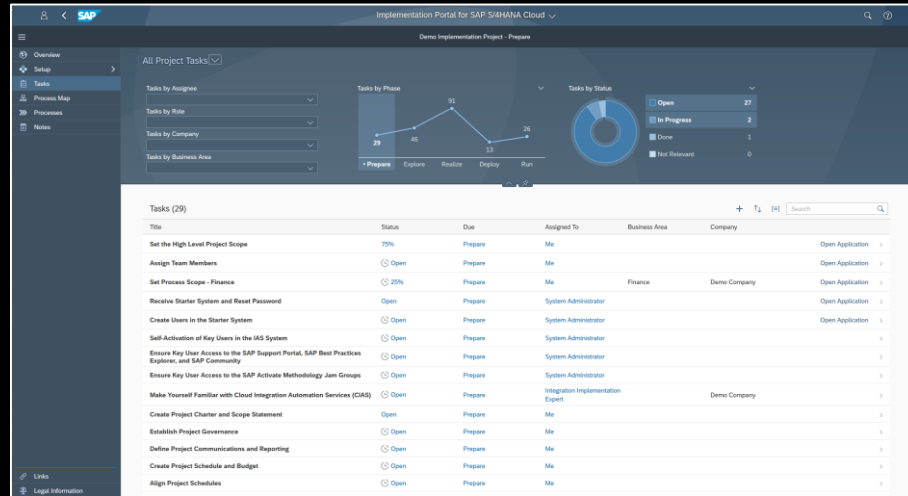 SAP
Implementation Portal for SAP S/4HANA Cloud
Demo Implementation Project - Prepare
Overview
Setup
Tasks
Process Map
Processes
Notes
Links
Legal Information
All Project Tasks
Tasks by Assignee
Tasks by Role
Tasks by Company
Tasks by Business Area
Tasks by Phase
29
46
91
13
26
• Prepare Explore Realize Deploy Run
Tasks by Status
Open 27
In Progress 2
Done 1
Not Relevant 0
Tasks (29)
Search
Title Status Due Assigned To Business Area Company
Set the High Level Project Scope 75% Prepare Me Open Application
Assign Team Members Open Prepare Me Open Application
Set Process Scope - Finance 25% Prepare Me Finance Demo Company Open Application
Receive Starter System and Reset Password Open Prepare System Administrator Open Application
Create Users in the Starter System Open Prepare System Administrator Open Application
Self-Activation of Key Users in the IAS System Open Prepare System Administrator
Ensure Key User Access to the SAP Support Portal, SAP Best Practices
Explorer, and SAP Community Open Prepare System Administrator
Ensure Key User Access to the SAP Activate Methodology Jam Groups Open Prepare System Administrator
Make Yourself Familiar with Cloud Integration Automation Services (CIAS) Open Prepare Integration Implementation
Expert Demo Company
Create Project Charter and Scope Statement Open Prepare Me
Establish Project Governance Open Prepare Me
Define Project Communications and Reporting Open Prepare Me
Create Project Schedule and Budget Open Prepare Me
Align Project Schedules Open Prepare Me